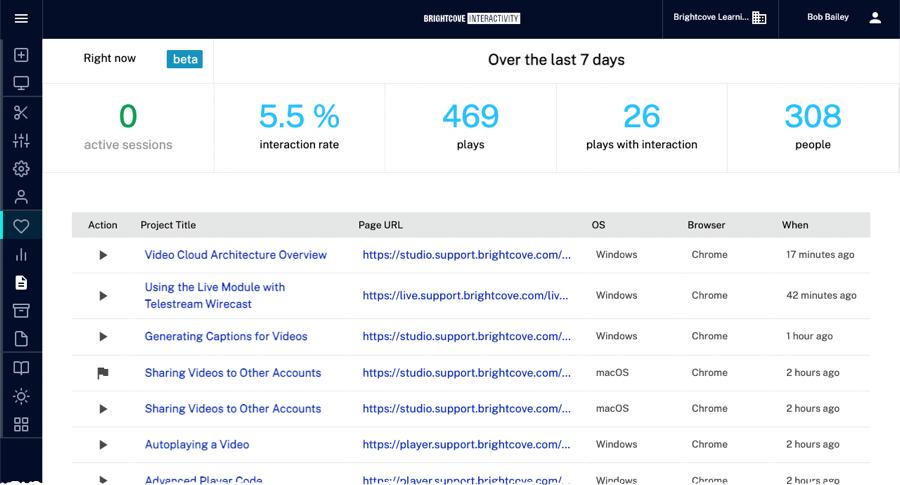 BRIGHTCOVE INTERACTIVITY
Brightcove Learni...
Bob Bailey
Right now
beta
Over the last 7 days
0
active sessions
5.5 %
interaction rate
469
plays
26
plays with interaction
308
people
Action Project Title Page URL OS Browser When
Video Cloud Architecture Overview https://studio.support.brightcove.com/... Windows Chrome 17 minutes ago
Using the Live Module with
Telestream Wirecast https://live.support.brightcove.com/liv... Windows Chrome 42 minutes ago
Generating Captions for Videos https://studio.support.brightcove.com/... Windows Chrome 1 hour ago
Sharing Videos to Other Accounts https://studio.support.brightcove.com/... macOS Chrome 2 hours ago
Sharing Videos to Other Accounts https://studio.support.brightcove.com/... macOS Chrome 2 hours ago
Autoplaying a Video https://player.support.brightcove.com/... Windows Chrome 2 hours ago
Advanced Player Code https://player.support.brightcove.com/... Windows Chrome 2 hours ago